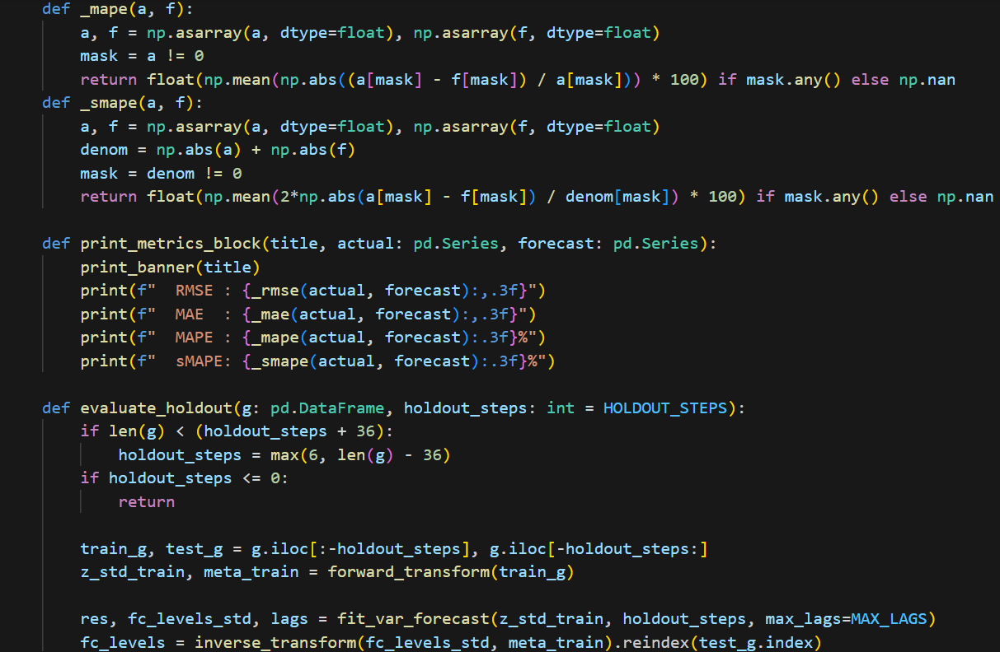 def _mape(a, f):
    a, f = np.asarray(a, dtype=float), np.asarray(f, dtype=float)
    mask = a != 0
    return float(np.mean(np.abs((a[mask] - f[mask]) / a[mask])) * 100) if mask.any() else np.nan
def _smape(a, f):
    a, f = np.asarray(a, dtype=float), np.asarray(f, dtype=float)
    denom = np.abs(a) + np.abs(f)
    mask = denom != 0
    return float(np.mean(2*np.abs(a[mask] - f[mask]) / denom[mask]) * 100) if mask.any() else np.nan

def print_metrics_block(title, actual: pd.Series, forecast: pd.Series):
    print_banner(title)
    print(f"  RMSE : {_rmse(actual, forecast):,.3f}")
    print(f"  MAE  : {_mae(actual, forecast):,.3f}")
    print(f"  MAPE : {_mape(actual, forecast):.3f}%")
    print(f"  sMAPE: {_smape(actual, forecast):.3f}%")

def evaluate_holdout(g: pd.DataFrame, holdout_steps: int = HOLDOUT_STEPS):
    if len(g) < (holdout_steps + 36):
        holdout_steps = max(6, len(g) - 36)
    if holdout_steps <= 0:
        return

    train_g, test_g = g.iloc[:-holdout_steps], g.iloc[-holdout_steps:]
    z_std_train, meta_train = forward_transform(train_g)

    res, fc_levels_std, lags = fit_var_forecast(z_std_train, holdout_steps, max_lags=MAX_LAGS)
    fc_levels = inverse_transform(fc_levels_std, meta_train).reindex(test_g.index)